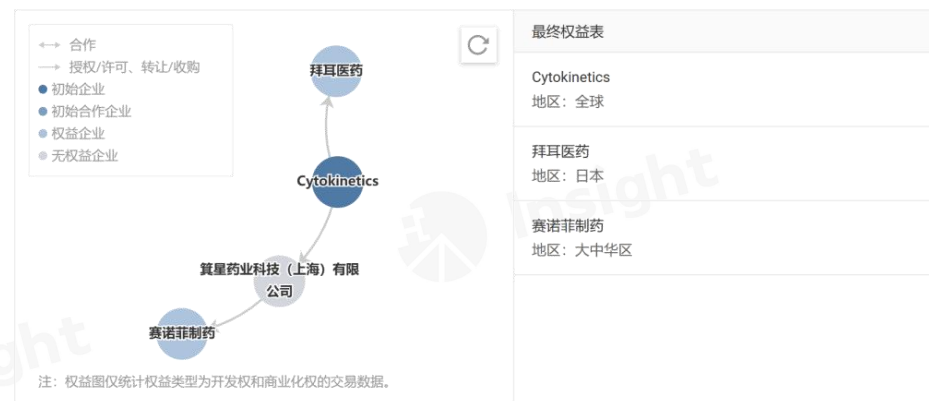 合作
授权/许可、转让/收购
初始企业
初始合作企业
权益企业
无权益企业
拜耳医药
Cytokinetics
箕星药业科技（上海）有限
公司
赛诺菲制药
注：权益图仅统计权益类型为开发权和商业化权的交易数据。
最终权益表
Cytokinetics
地区：全球
拜耳医药
地区：日本
赛诺菲制药
地区：大中华区
Insight
ght